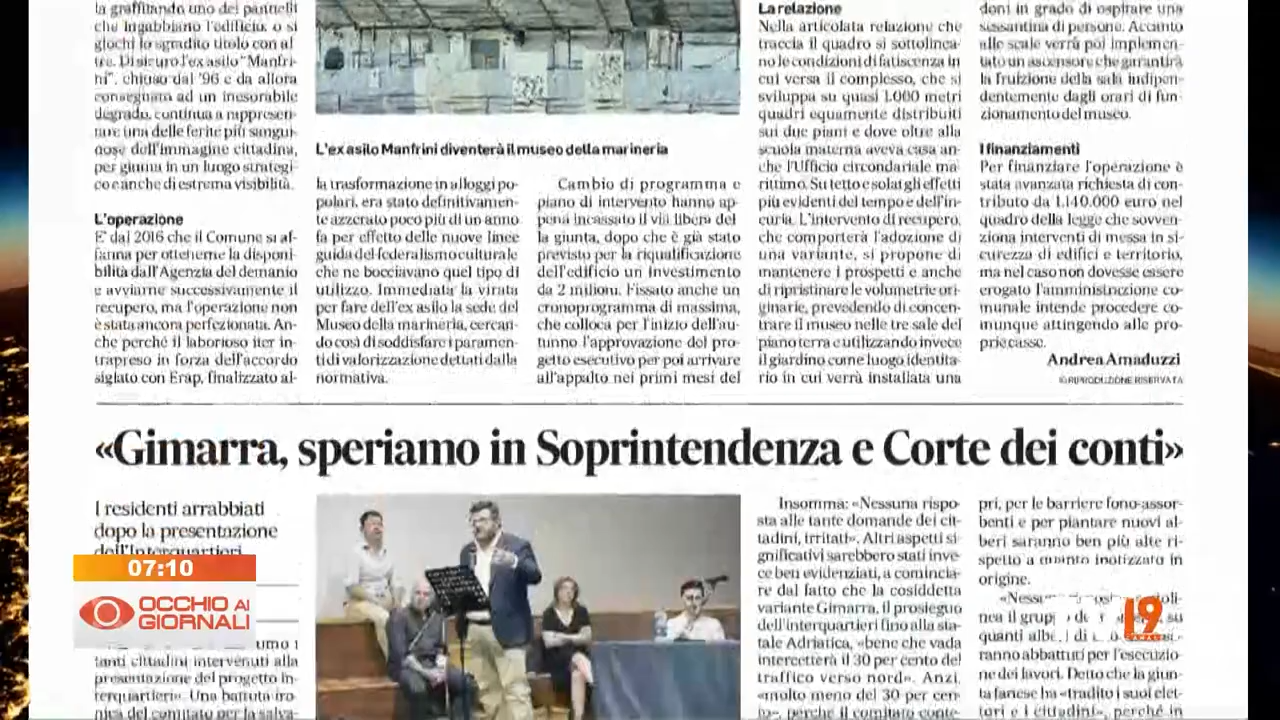 la graffitando uno dei pannelli
che ingabbiano l'edificio, o si
giochi lo sgradito titolo con al-
tre. Di sicuro l'ex asilo "Manfri-
ni", chiuso dal '96 e da allora
consegnato ad un inesorabile
degrado, continua a rappresen-
tare una delle ferite più sangui-
nose dell'immagine cittadina,
per giunta in un luogo strategi-
co e anche di estrema visibilità.
L'operazione
E' dal 2016 che il Comune si af-
fanna per ottenerne la disponi-
bilità dall'Agenzia del demanio
e avviarne successivamente il
recupero, ma l'operazione non
è stata ancora perfezionata. An-
che perché il laborioso iter in-
trapreso in forza dell'accordo
siglato con Erap, finalizzato al-
L'ex asilo Manfrini diventerà il museo della marineria
la trasformazione in alloggi po-
polari, era stato definitivamen-
te azzerato poco più di un anno
fa per effetto delle nuove linee
guida del federalismo culturale
che ne bocciavano quel tipo di
utilizzo. Immediata la virata
per fare dell'ex asilo la sede del
Museo della marineria, cercan-
do così di soddisfare i paramen-
ti di valorizzazione dettati dalla
normativa.
Cambio di programma e
piano di intervento hanno ap-
pena incassato il via libera del-
la giunta, dopo che è già stato
previsto per la riqualificazione
dell'edificio un investimento
da 2 milioni. Fissato anche un
cronoprogramma di massima,
che colloca per l'inizio dell'au-
tunno l'approvazione del pro-
getto esecutivo per poi arrivare
all'appalto nei primi mesi del
La relazione
Nella articolata relazione che
traccia il quadro si sottolinea-
no le condizioni di fatiscenza in
cui versa il complesso, che si
sviluppa su quasi 1.000 metri
quadri equamente distribuiti
sui due piani e dove oltre alla
scuola materna aveva casa an-
che l'Ufficio circondariale ma-
rittimo. Su tetto e solai gli effetti
più evidenti del tempo e dell'in-
curia. L'intervento di recupero,
che comporterà l'adozione di
una variante, si propone di
mantenere i prospetti e anche
di ripristinare le volumetrie ori-
ginarie, prevedendo di concen-
trare il museo nelle tre sale del
piano terra e utilizzando invece
il giardino come luogo identita-
rio in cui verrà installata una
doni in grado di ospitare una
sessantina di persone. Accanto
alle scale verrà poi implemen-
tato un ascensore che garantirà
la fruizione della sala indipen-
dentemente dagli orari di fun-
zionamento del museo.
I finanziamenti
Per finanziare l'operazione è
stata avanzata richiesta di con-
tributo da 1.140.000 euro nel
quadro della legge che sovven-
ziona interventi di messa in si-
curezza di edifici e territorio,
ma nel caso non dovesse essere
erogato l'amministrazione co-
munale intende procedere co-
munque attingendo alle pro-
prie casse.
Andrea Amaduzzi
© RIPRODUZIONE RISERVATA
«Gimarra, speriamo in Soprintendenza e Corte dei conti»
I residenti arrabbiati
dopo la presentazione
dell'Interquartieri
07:10
OCCHIO AI
GIORNALI
tanti cittadini intervenuti alla
presentazione del progetto in-
terquartieri». Una battuta iro-
nica del comitato per la salva-
Insomma: «Nessuna rispo-
sta alle tante domande dei cit-
tadini, irritati». Altri aspetti si-
gnificativi sarebbero stati inve-
ce ben evidenziati, a comincia-
re dal fatto che la cosiddetta
variante Gimarra, il prosieguo
dell'interquartieri fino alla sta-
tale Adriatica, «bene che vada
intercetterà il 30 per cento del
traffico verso nord». Anzi,
«molto meno del 30 per cen-
to», perché il comitato conte-
pri, per le barriere fono-assor-
benti e per piantare nuovi al-
beri saranno ben più alte ri-
spetto a quanto ipotizzato in
origine.
nea il
quanti di
ranno abbattuti per l'esecuzio-
ne dei lavori. Detto che la giun-
ta fanese ha «tradito i suoi elet-
tori e i cittadini», perché in
19